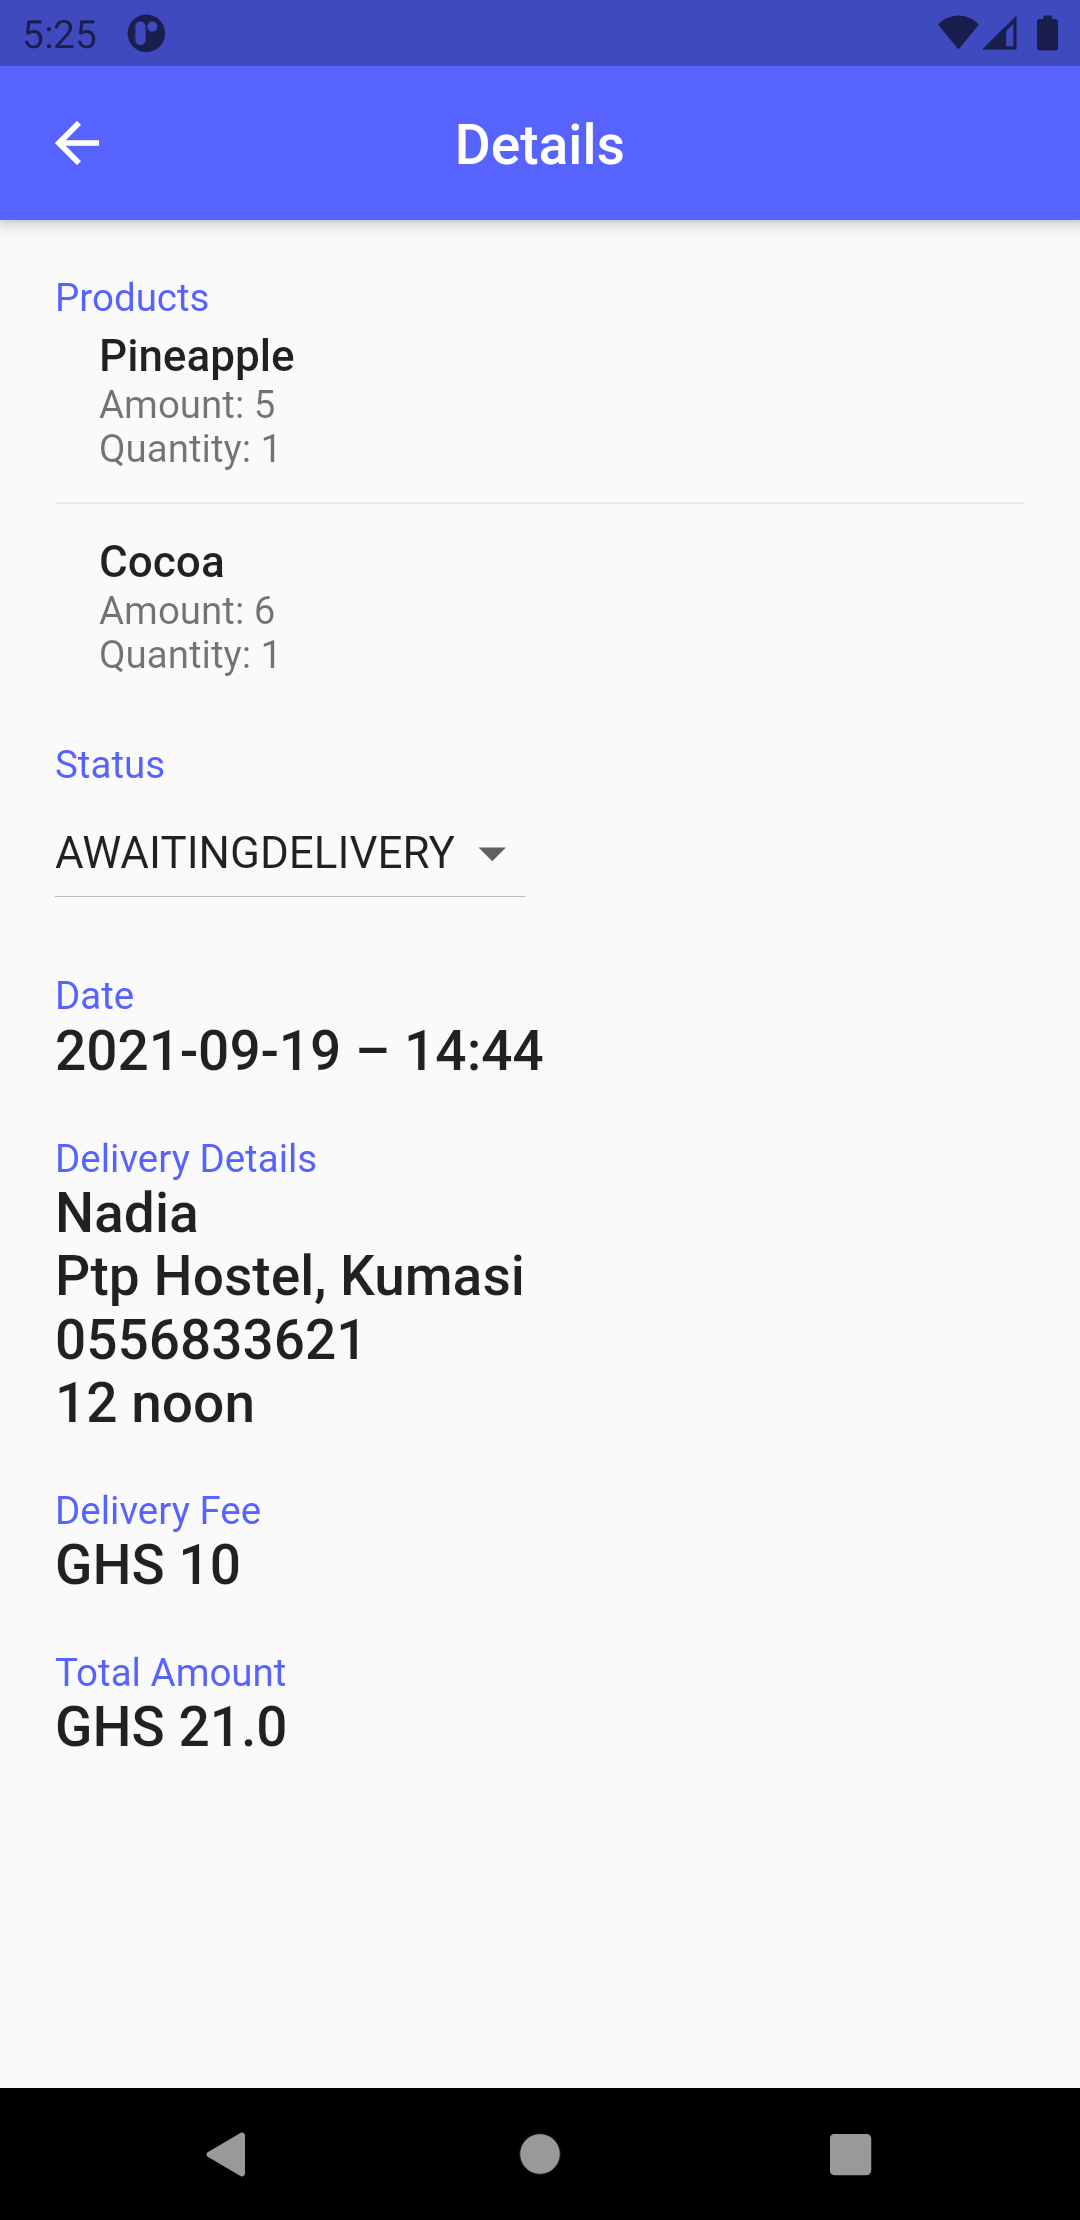 5:25
Details
Products
Pineapple
Amount: 5
Quantity: 1
Cocoa
Amount: 6
Quantity: 1
Status
AWAITINGDELIVERY
Date
2021-09-19 – 14:44
Delivery Details
Nadia
Ptp Hostel, Kumasi
0556833621
12 noon
Delivery Fee
GHS 10
Total Amount
GHS 21.0